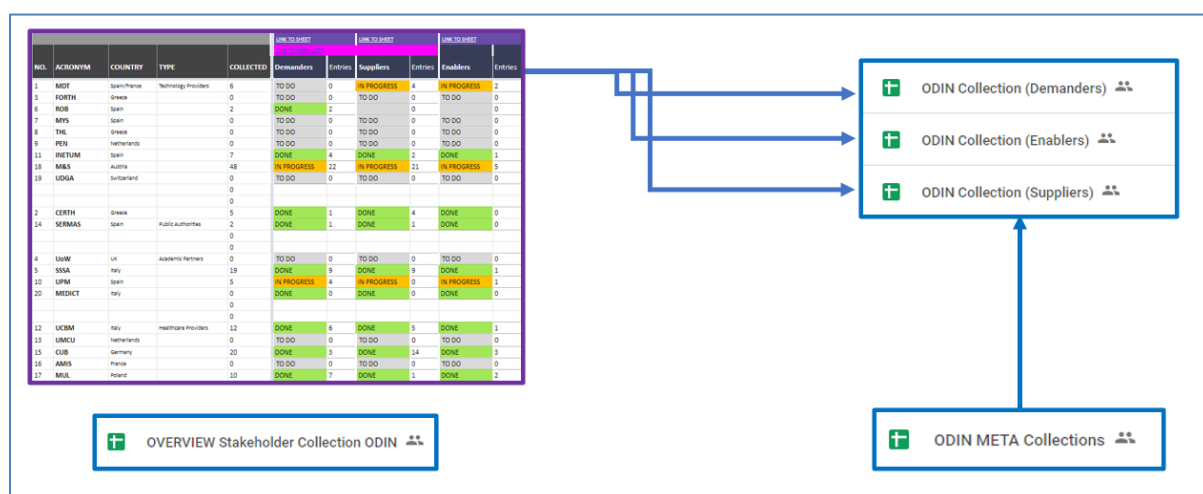 LINK TO SHEET LINK TO SHEET LINK TO SHEET
NO. ACRONYM COUNTRY TYPE COLLECTED Demanders Entries Suppliers Entries Enablers Entries
1 MDT Spain/France Technology Providers 6 TO DO 0 IN PROGRESS 4 IN PROGRESS 2
3 FORTH Greece 0 TO DO 0 TO DO 0 TO DO 0
6 ROB Spain 2 DONE 2 0 0
7 MYS Spain 0 TO DO 0 TO DO 0 TO DO 0
8 THL Greece 0 TO DO 0 TO DO 0 TO DO 0
9 PEN Netherlands 0 TO DO 0 TO DO 0 TO DO 0
11 INETUM Spain 7 DONE 4 DONE 2 DONE 1
18 M&S Austria 48 IN PROGRESS 22 IN PROGRESS 21 IN PROGRESS 5
19 UDGA Switzerland 0 TO DO 0 TO DO 0 TO DO 0
0
0
2 CERTH Greece 5 DONE 1 DONE 4 DONE 0
14 SERMAS Spain Public Authorities 2 DONE 1 DONE 1 DONE 0
0
0
4 UoW UK Academic Partners 0 TO DO 0 TO DO 0 TO DO 0
5 SSSA Italy 19 DONE 9 DONE 9 DONE 1
10 UPM Spain 5 IN PROGRESS 4 IN PROGRESS 0 IN PROGRESS 1
20 MEDICT Italy 0 DONE 0 DONE 0 DONE 0
0
0
12 UCBM Italy Healthcare Providers 12 DONE 6 DONE 5 DONE 1
13 UMCU Netherlands 0 TO DO 0 TO DO 0 TO DO 0
15 CUB Germany 20 DONE 3 DONE 14 DONE 3
16 AMIS France 0 TO DO 0 TO DO 0 TO DO 0
17 MUL Poland 10 DONE 7 DONE 1 DONE 2
OVERVIEW Stakeholder Collection ODIN
ODIN Collection (Demanders)
ODIN Collection (Enablers)
ODIN Collection (Suppliers)
ODIN META Collections